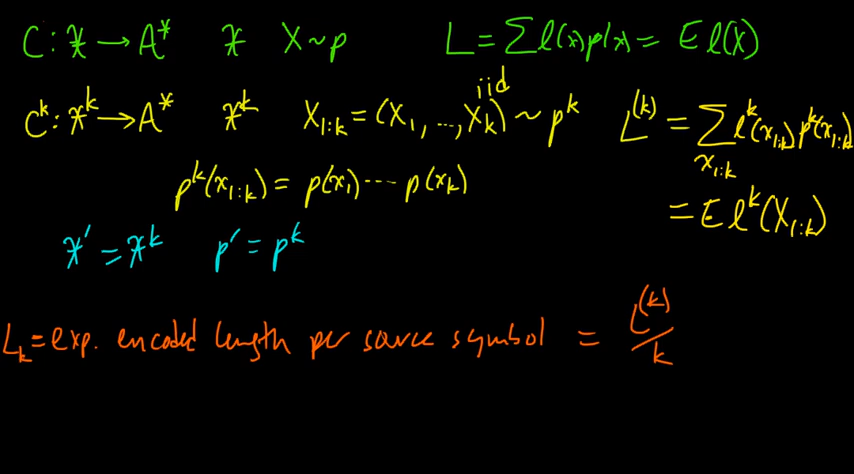 C: 𝒳 → A* 𝒳 X ~ p L = Σ l(x)p(x) = E l(X)
C^k: 𝒳^k → A* 𝒳^k X_{1:k} = (X_1, ..., X_k) iid ~ p^k L^{(k)} = Σ_{x_{1:k}} l^k(x_{1:k}) p^k(x_{1:k})
p^k(x_{1:k}) = p(x_1) ··· p(x_k) = E l^k(X_{1:k})
𝒳' = 𝒳^k p' = p^k
L_k = exp. encoded length per source symbol = L^{(k)}/k